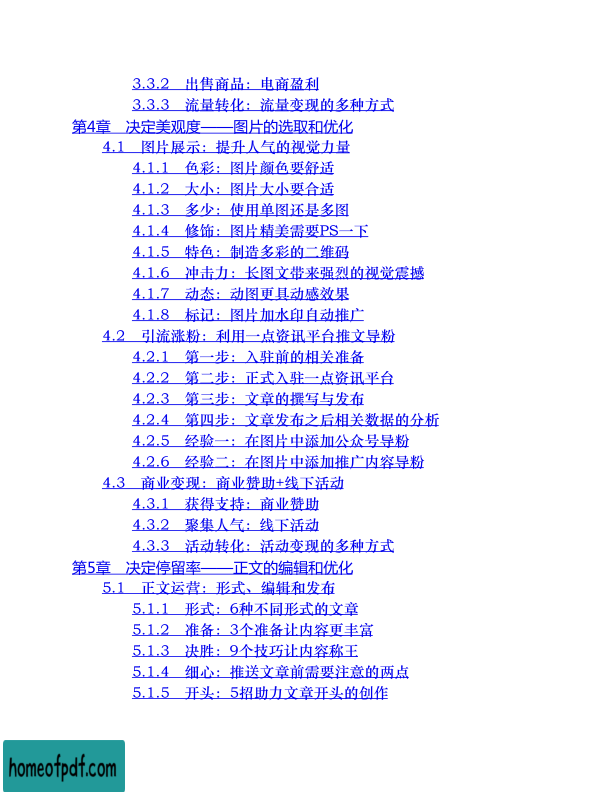 3.3.2 出售商品：电商盈利
3.3.3 流量转化：流量变现的多种方式
第4章 决定美观度——图片的选取和优化
4.1 图片展示：提升人气的视觉力量
4.1.1 色彩：图片颜色要舒适
4.1.2 大小：图片大小要合适
4.1.3 多少：使用单图还是多图
4.1.4 修饰：图片精美需要PS一下
4.1.5 特色：制造多彩的二维码
4.1.6 冲击力：长图文带来强烈的视觉震撼
4.1.7 动态：动图更具动感效果
4.1.8 标记：图片加水印自动推广
4.2 引流涨粉：利用一点资讯平台推文导粉
4.2.1 第一步：入驻前的相关准备
4.2.2 第二步：正式入驻一点资讯平台
4.2.3 第三步：文章的撰写与发布
4.2.4 第四步：文章发布之后相关数据的分析
4.2.5 经验一：在图片中添加公众号导粉
4.2.6 经验二：在图片中添加推广内容导粉
4.3 商业变现：商业赞助+线下活动
4.3.1 获得支持：商业赞助
4.3.2 聚集人气：线下活动
4.3.3 活动转化：活动变现的多种方式
第5章 决定停留率——正文的编辑和优化
5.1 正文运营：形式、编辑和发布
5.1.1 形式：6种不同形式的文章
5.1.2 准备：3个准备让内容更丰富
5.1.3 决胜：9个技巧让内容称王
5.1.4 细心：推送文章前需要注意的两点
5.1.5 开头：5招助力文章开头的创作
homeofpdf.com